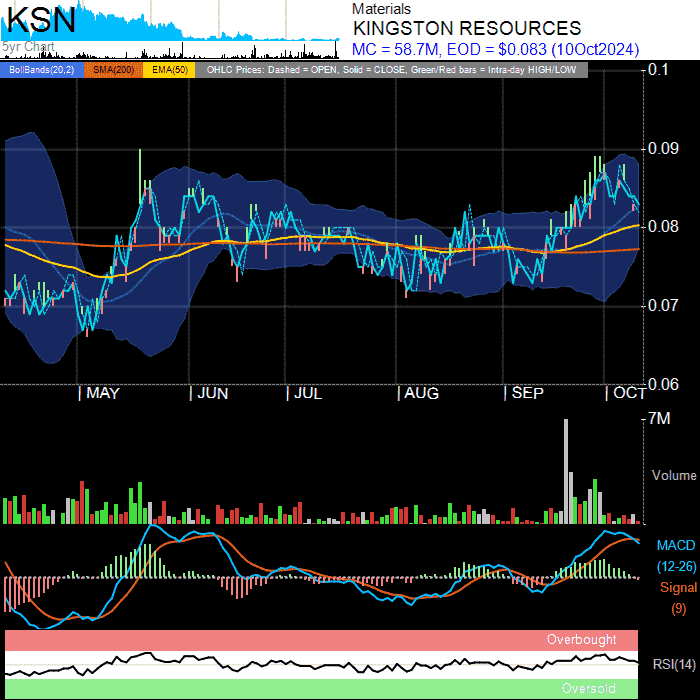 KSN
5yr Chart
Materials
KINGSTON RESOURCES
MC = 58.7M, EOD = $0.083 (10Oct2024)
BollBands(20,2) SMA(200) EMA(50) OHLC Prices: Dashed = OPEN, Solid = CLOSE, Green/Red bars = Intra-day HIGH/LOW
0.1
0.09
0.08
0.07
0.06
| MAY | JUN | JUL | AUG | SEP | OCT
7M
Volume
MACD
(12-26)
Signal
(9)
Overbought
RSI(14)
Oversold